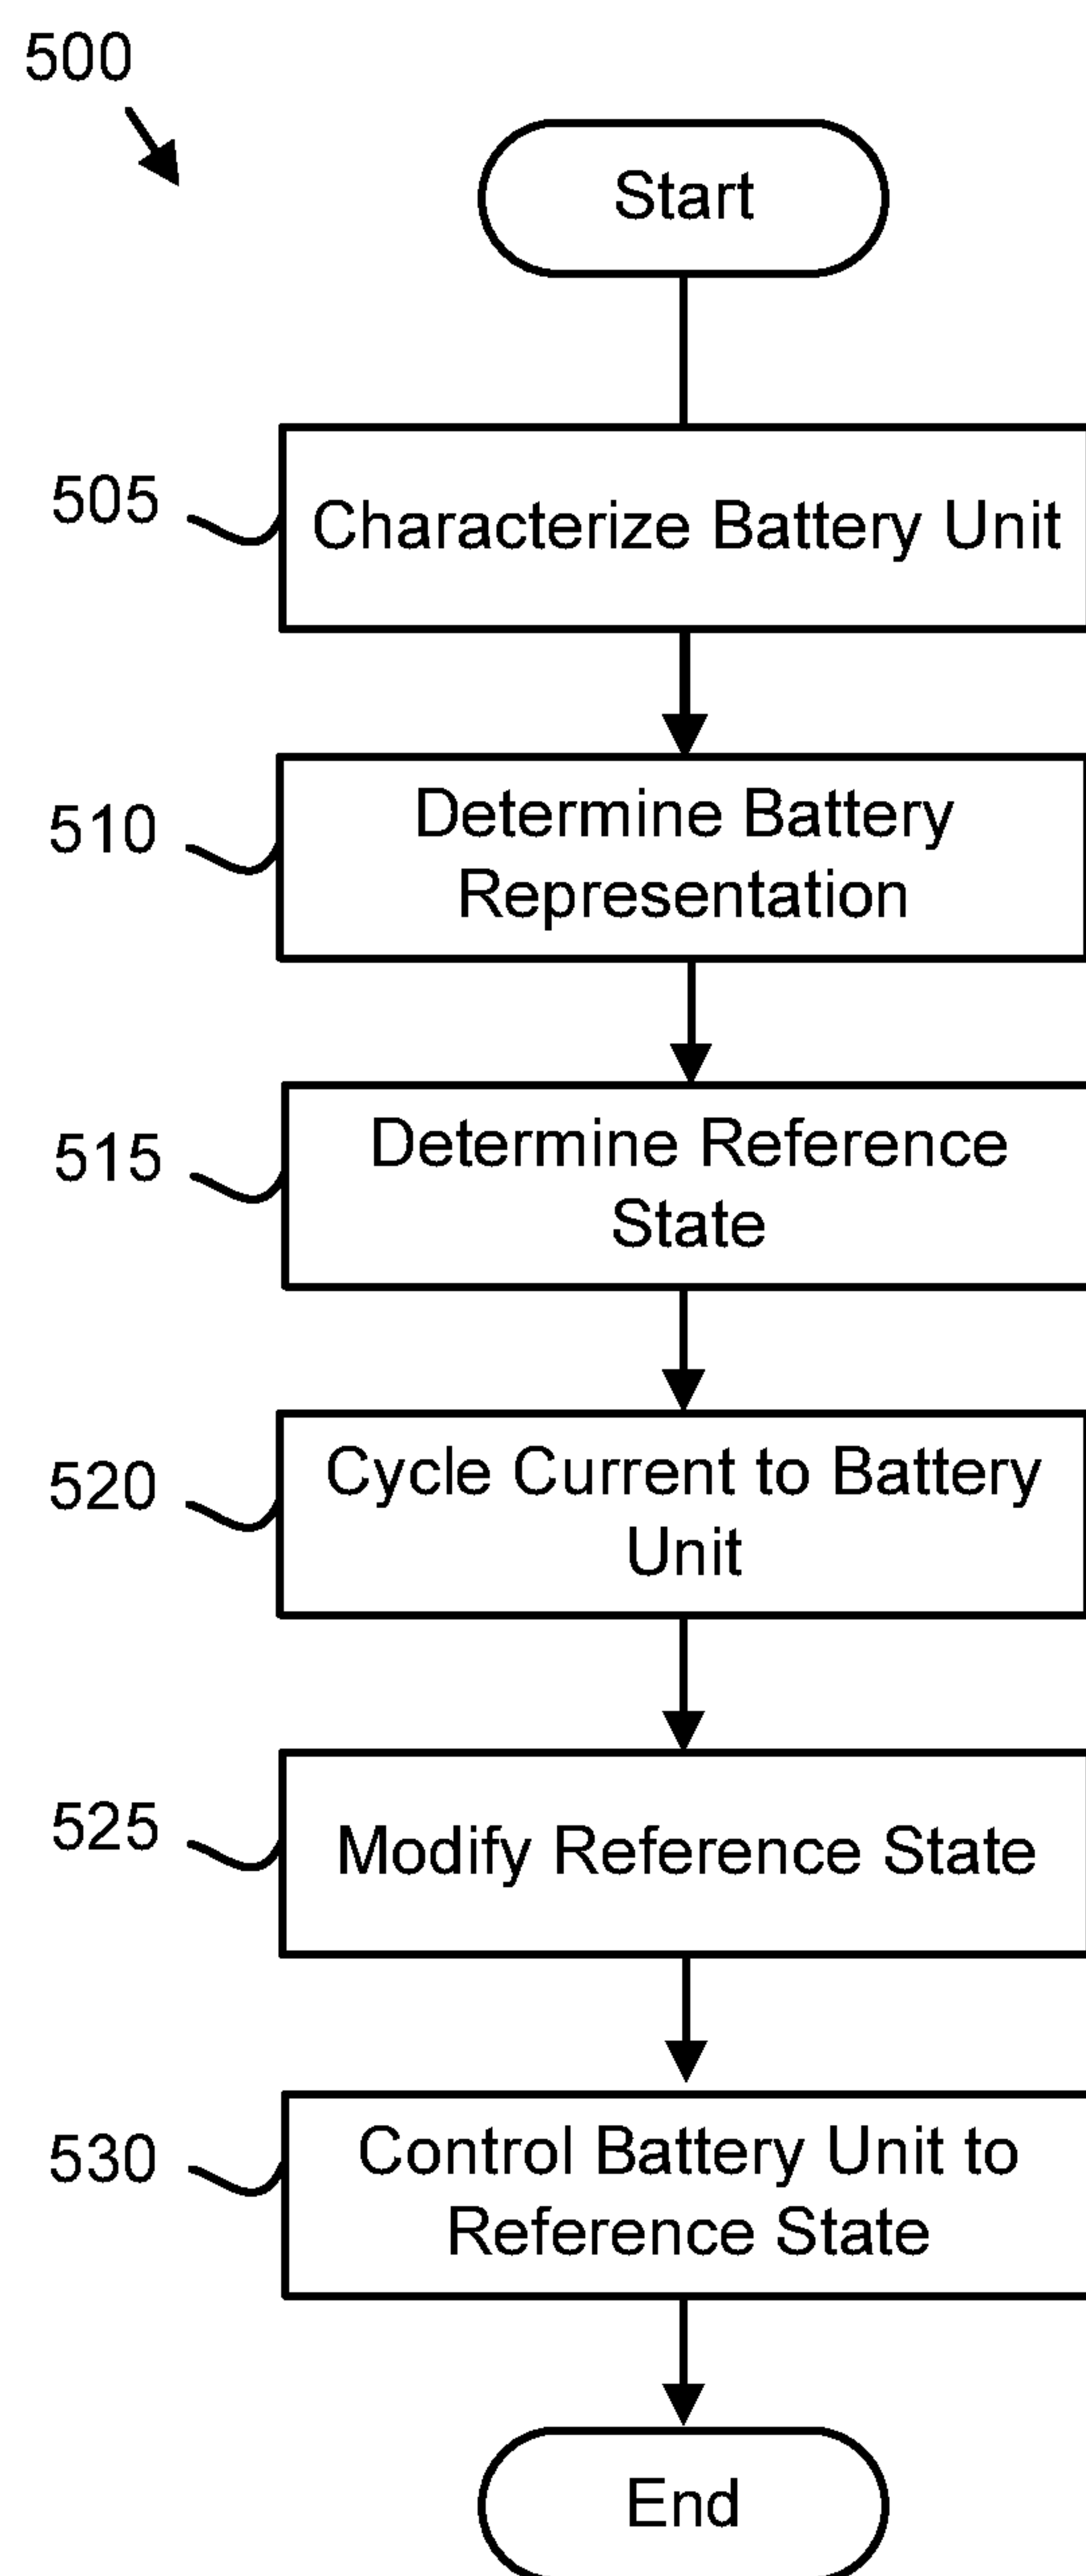 500
Start
505
Characterize Battery Unit
510
Determine Battery
Representation
515
Determine Reference
State
520
Cycle Current to Battery
Unit
525
Modify Reference State
530
Control Battery Unit to
Reference State
End